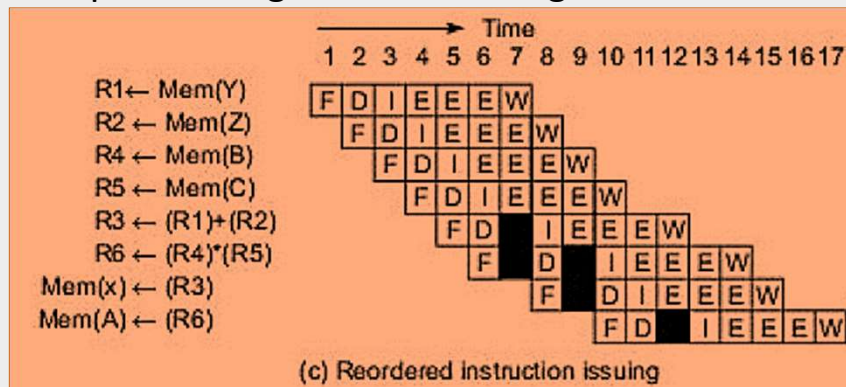 Time
1 2 3 4 5 6 7 8 9 10 11 12 13 14 15 16 17
R1← Mem(Y) F D I E E E W
R2 ← Mem(Z) F D I E E E W
R4 ← Mem(B) F D I E E E W
R5 ← Mem(C) F D I E E E W
R3 ← (R1)+(R2) F D I E E E W
R6 ← (R4)*(R5) F D I E E E W
Mem(x) ← (R3) F D I E E E W
Mem(A) ← (R6) F D I E E E W
(c) Reordered instruction issuing